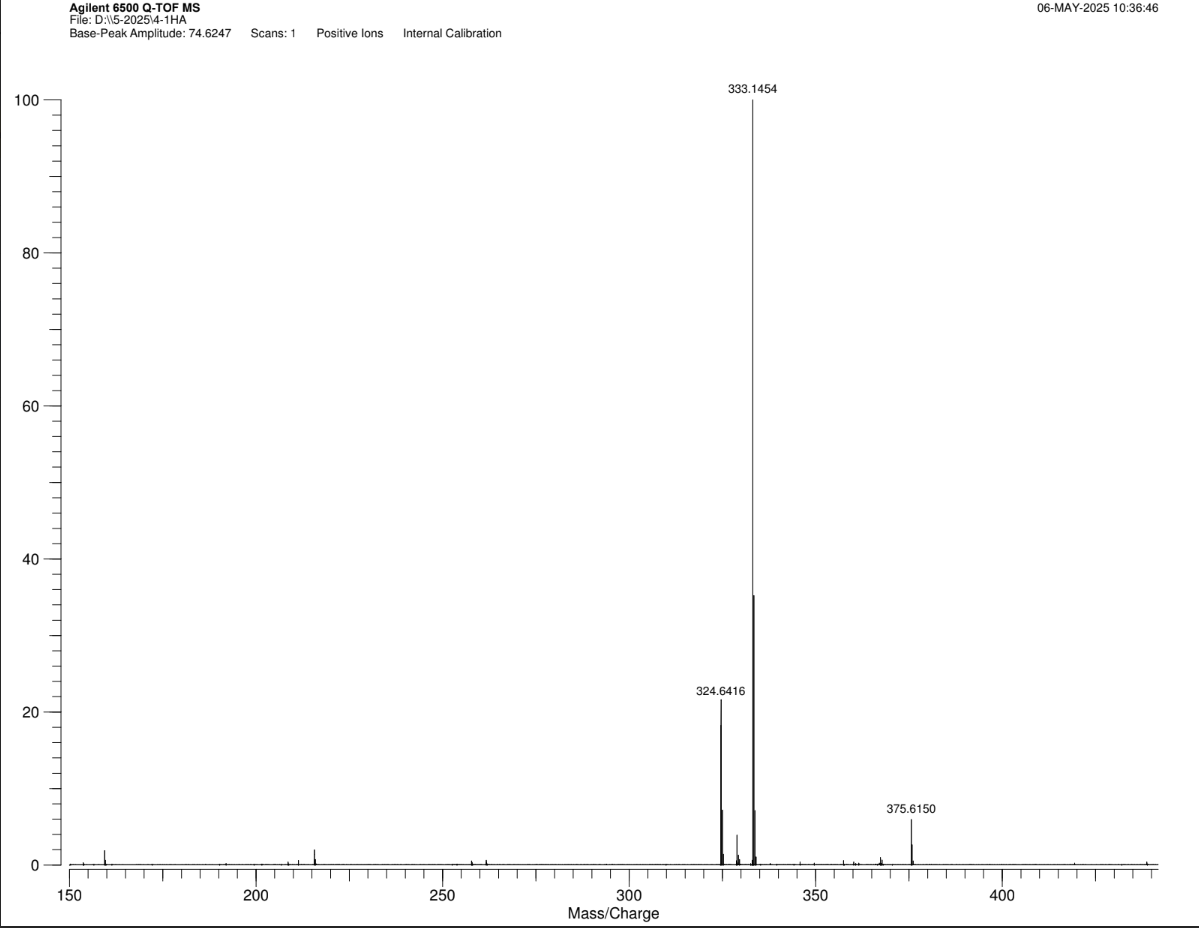 Agilent 6500 Q-TOF MS
06-MAY-2025 10:36:46
File: D:\\5-2025\4-1HA
Base-Peak Amplitude: 74.6247 Scans: 1 Positive Ions Internal Calibration
333.1454
100
80
60
40
324.6416
20
375.6150
0
150 200 250 300 350 400
Mass/Charge